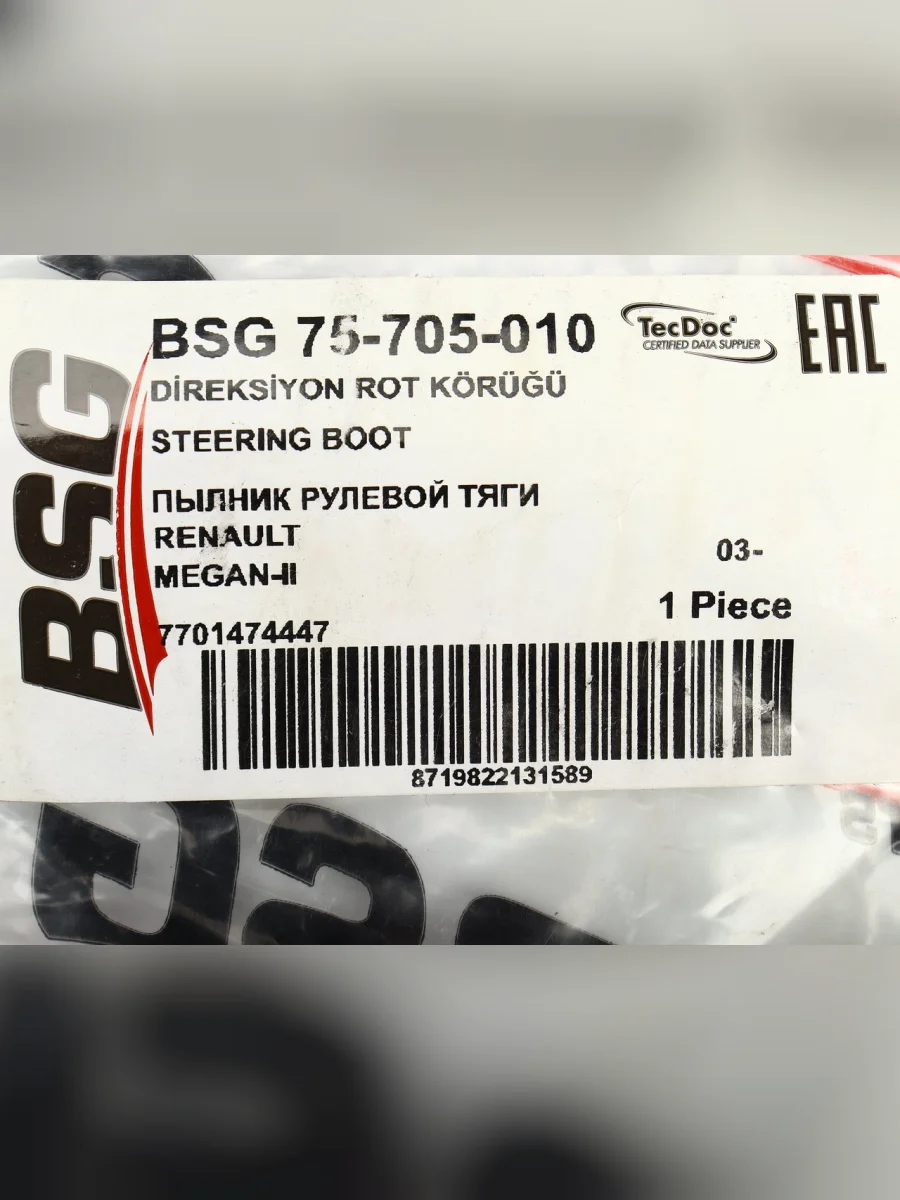 BSG
BSG 75-705-010
TecDoc
CERTIFIED DATA SUPPLIER
EAC
DİREKSİYON ROT KÖRÜĞÜ
STEERING BOOT
ПЫЛНИК РУЛЕВОЙ ТЯГИ
RENAULT
03-
MEGAN-II
1 Piece
7701474447
8719822131589